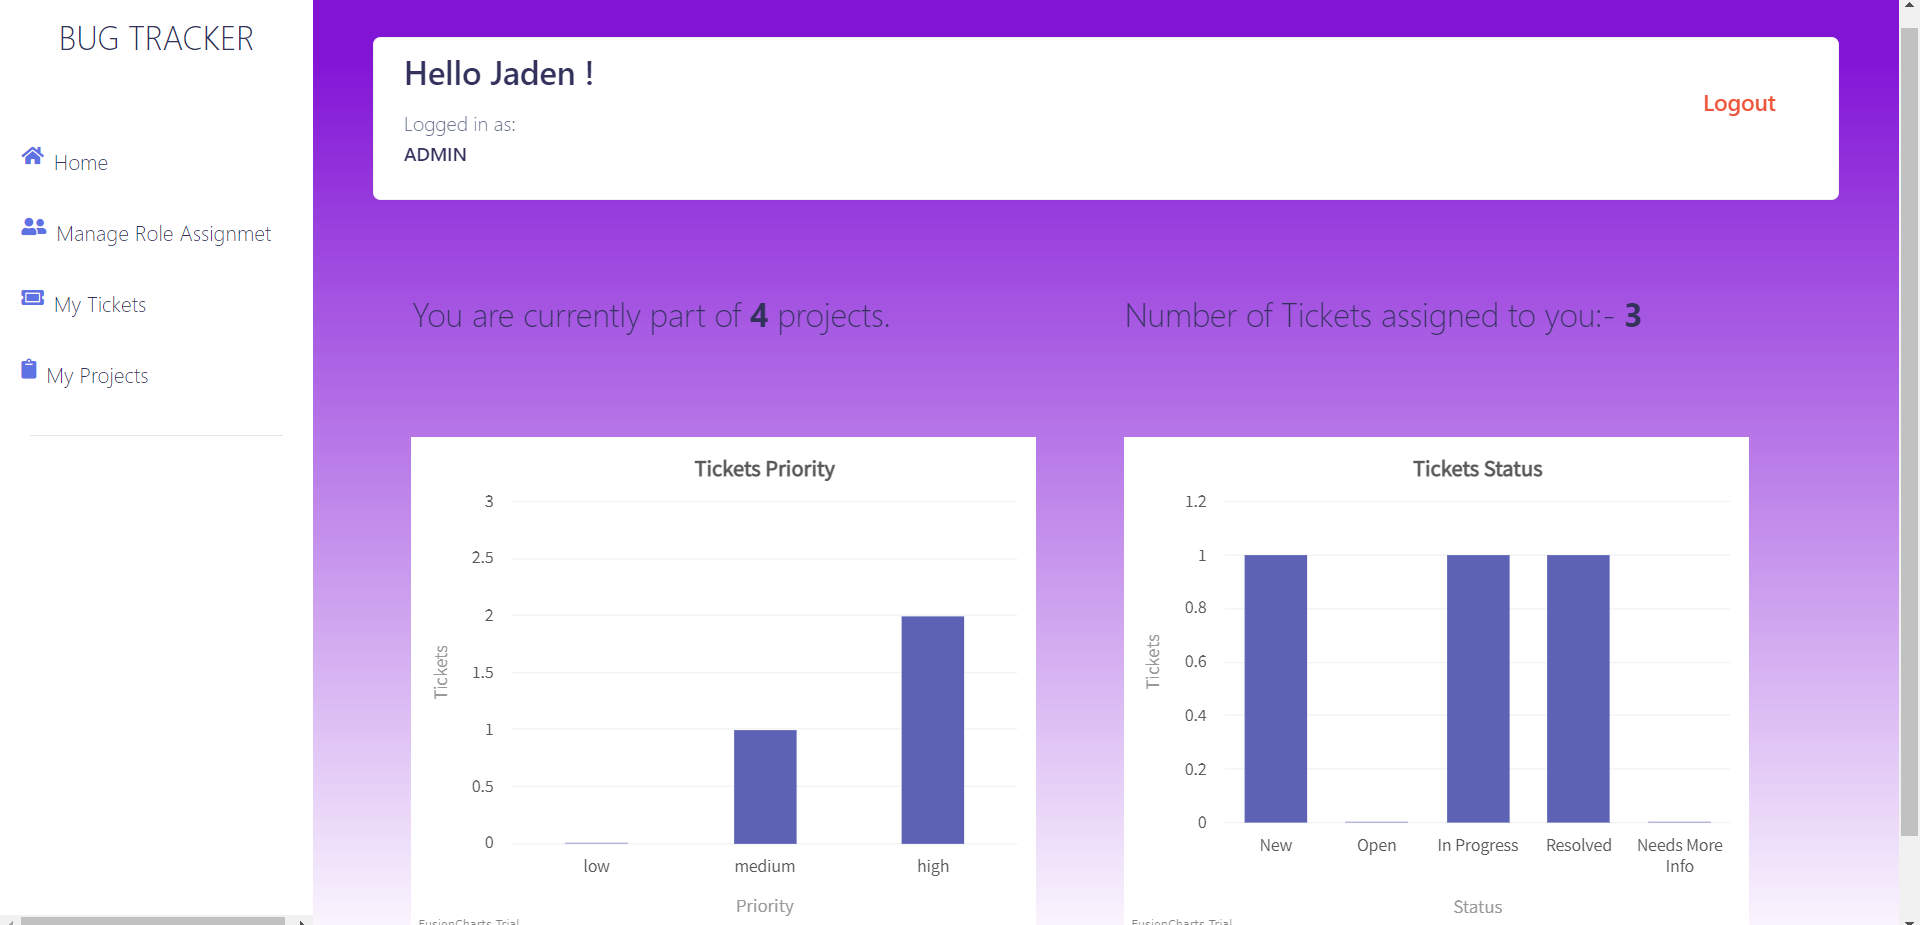 BUG TRACKER
Home
Manage Role Assignmet
My Tickets
My Projects
Hello Jaden !
Logged in as:
ADMIN
Logout
You are currently part of 4 projects.
Number of Tickets assigned to you:- 3
Tickets Priority
3
2.5
2
1.5
1
0.5
0
Tickets
low
medium
high
Priority
FusionCharts Trial
Tickets Status
1.2
1
0.8
0.6
0.4
0.2
0
Tickets
New
Open
In Progress
Resolved
Needs More
Info
Status
FusionCharts Trial